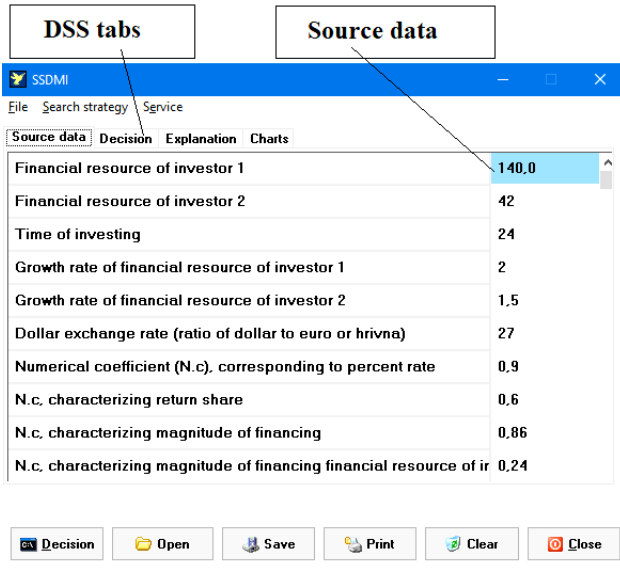 DSS tabs
Source data
SSDMI
File Search strategy Service
Source data Decision Explanation Charts
Financial resource of investor 1 140,0
Financial resource of investor 2 42
Time of investing 24
Growth rate of financial resource of investor 1 2
Growth rate of financial resource of investor 2 1,5
Dollar exchange rate (ratio of dollar to euro or hrivna) 27
Numerical coefficient (N.c), corresponding to percent rate 0,9
N.c, characterizing return share 0,6
N.c, characterizing magnitude of financing 0,86
N.c, characterizing magnitude of financing financial resource of ir 0,24
Decision Open Save Print Clear Close